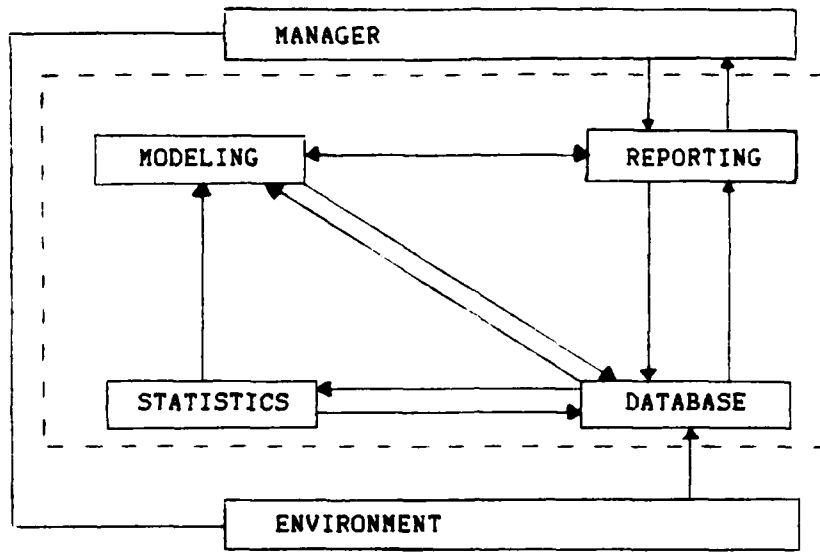 MANAGER
MODELING
REPORTING
STATISTICS
DATABASE
ENVIRONMENT